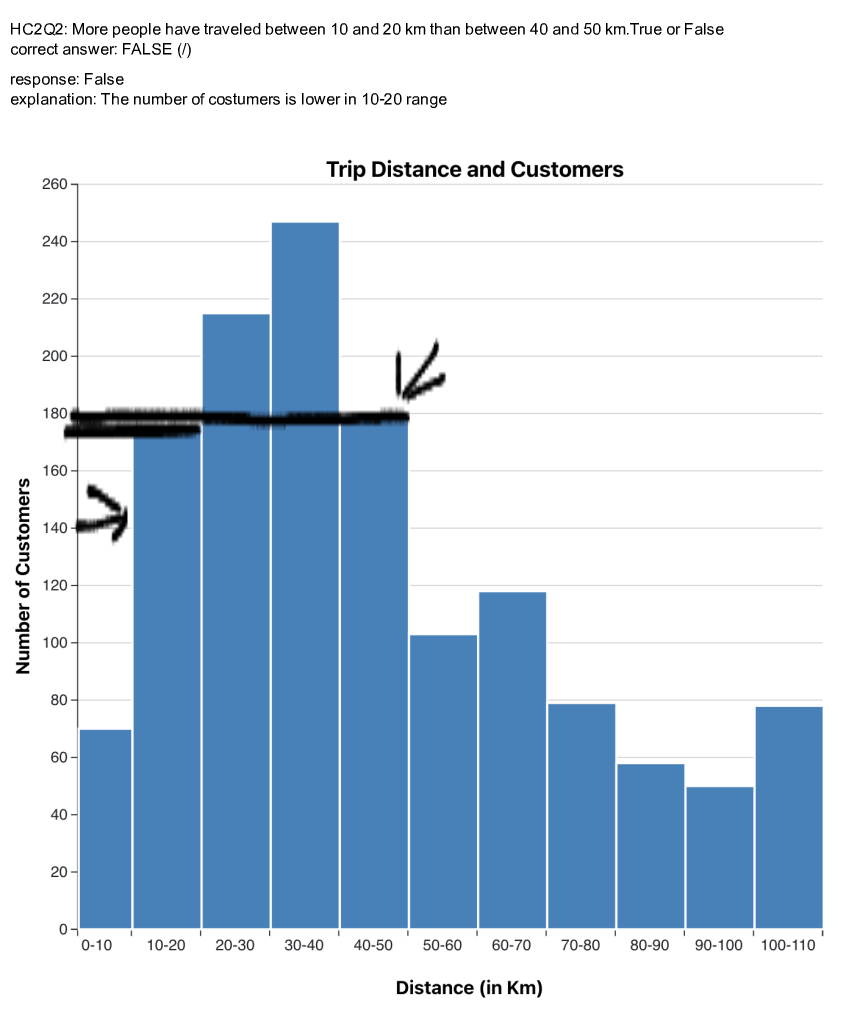 HC2Q2: More people have traveled between 10 and 20 km than between 40 and 50 km.True or False
correct answer: FALSE (/)
response: False
explanation: The number of costumers is lower in 10-20 range
Trip Distance and Customers
260
240
220
200
180
160
140
120
100
80
60
40
20
0
Number of Customers
0-10 10-20 20-30 30-40 40-50 50-60 60-70 70-80 80-90 90-100 100-110
Distance (in Km)